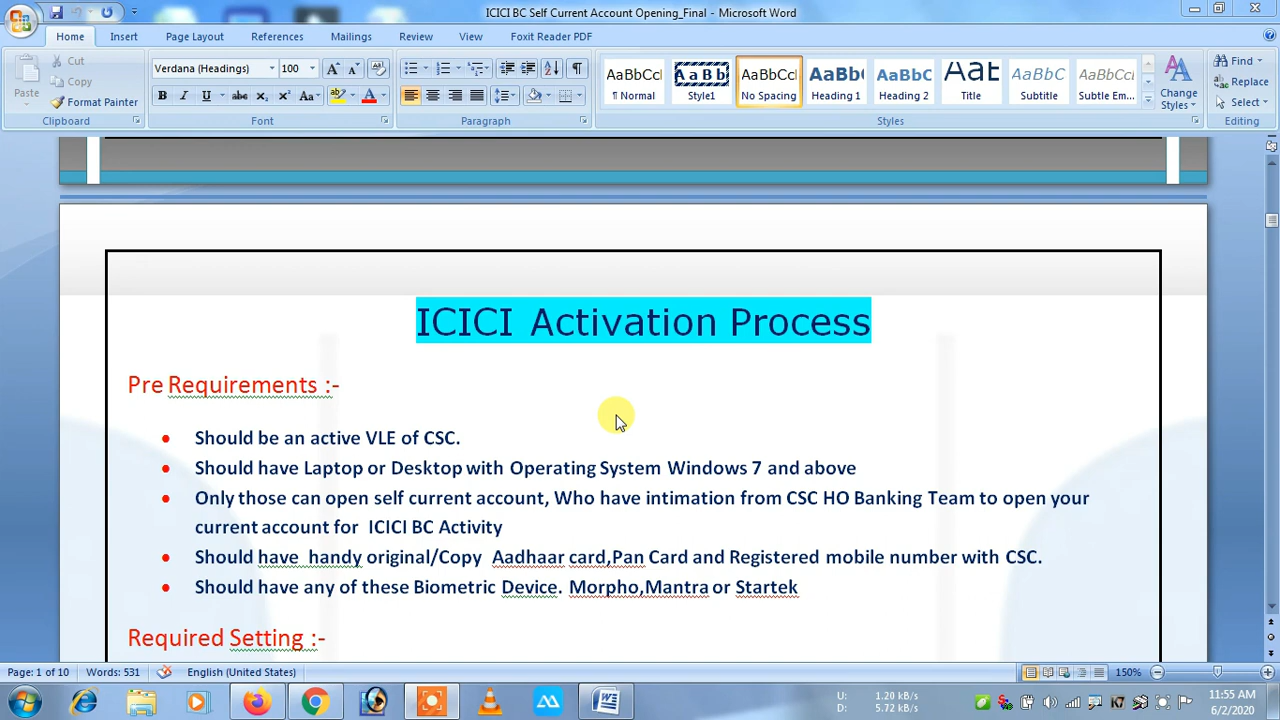 ICICI BC Self Current Account Opening_Final - Microsoft Word
Home Insert Page Layout References Mailings Review View Foxit Reader PDF
Paste Cut Copy Format Painter
Verdana (Headings) 100
B I U abc x₂ x² Aa A
AaBbCcI AaBb AaBbCcI AaBbC AaBbC AaB AaBbCcI AaBbCcI
¶ Normal Style1 No Spacing Heading 1 Heading 2 Title Subtitle Subtle Em...
Change Styles
Find Replace Select
Clipboard Font Paragraph Styles Editing
ICICI Activation Process
Pre Requirements :-
• Should be an active VLE of CSC.
• Should have Laptop or Desktop with Operating System Windows 7 and above
• Only those can open self current account, Who have intimation from CSC HO Banking Team to open your
current account for ICICI BC Activity
• Should have handy original/Copy Aadhaar card,Pan Card and Registered mobile number with CSC.
• Should have any of these Biometric Device. Morpho,Mantra or Startek
Required Setting :-
Page: 1 of 10 Words: 531 English (United States) 150%
U: 1.20 kB/s
D: 5.72 kB/s
11:55 AM
6/2/2020